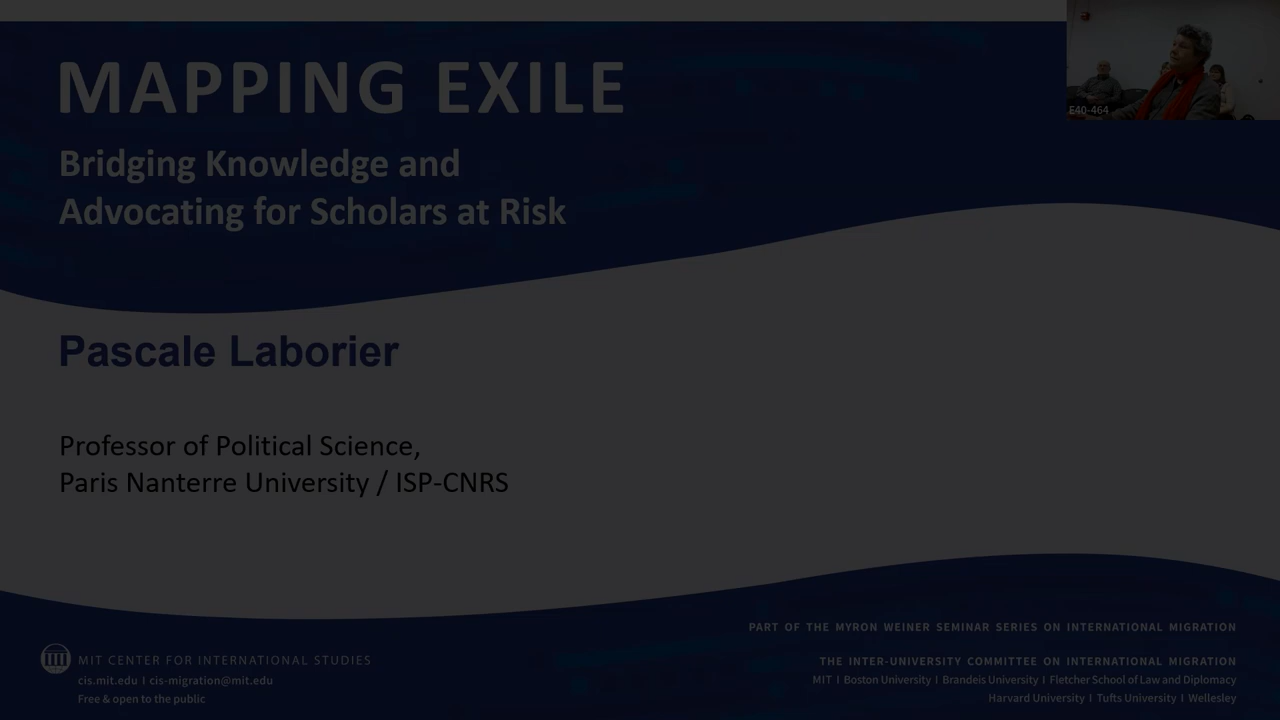 MAPPING EXILE
Bridging Knowledge and
Advocating for Scholars at Risk
E40-464
Pascale Laborier
Professor of Political Science,
Paris Nanterre University / ISP-CNRS
PART OF THE MYRON WEINER SEMINAR SERIES ON INTERNATIONAL MIGRATION
MIT CENTER FOR INTERNATIONAL STUDIES
cis.mit.edu I cis-migration@mit.edu
Free & open to the public
THE INTER-UNIVERSITY COMMITTEE ON INTERNATIONAL MIGRATION
MIT I Boston University I Brandeis University I Fletcher School of Law and Diplomacy
Harvard University I Tufts University I Wellesley